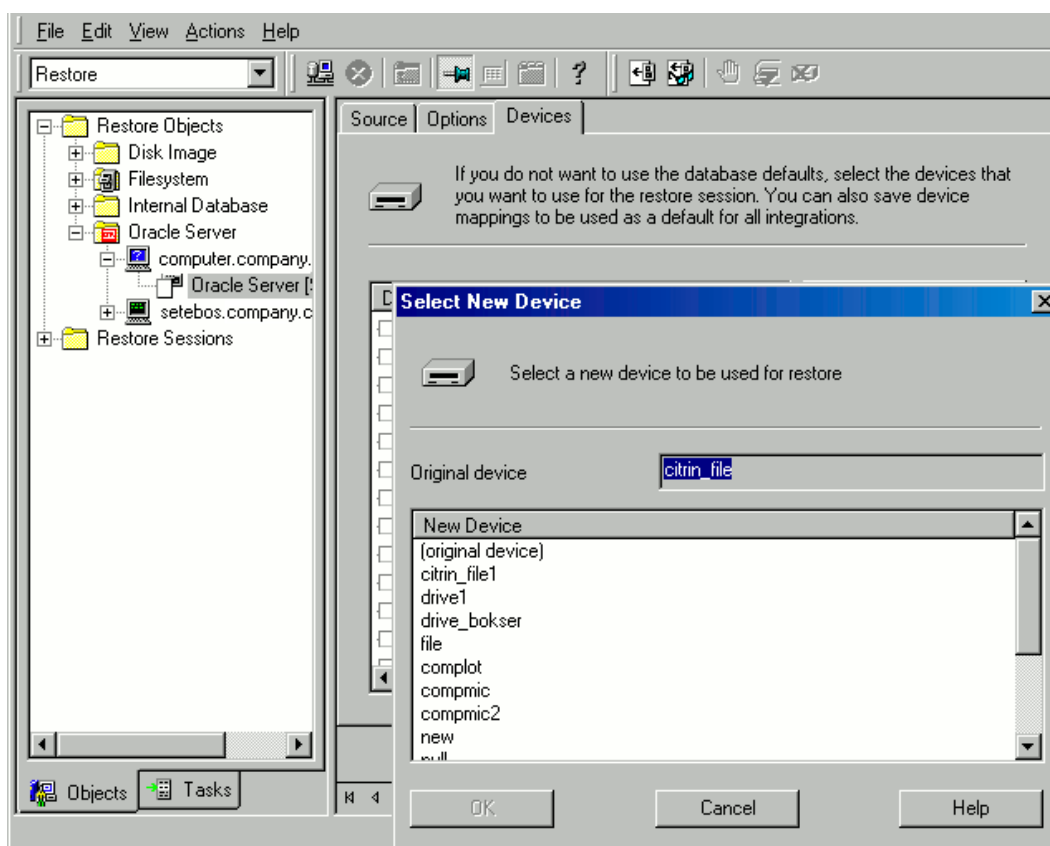 File Edit View Actions Help
Restore
Restore Objects
Disk Image
Filesystem
Internal Database
Oracle Server
computer.company.
Oracle Server [
setebos.company.c
Restore Sessions
Objects Tasks
Source Options Devices
If you do not want to use the database defaults, select the devices that
you want to use for the restore session. You can also save device
mappings to be used as a default for all integrations.
Select New Device
Select a new device to be used for restore
Original device citrin_file
New Device
(original device)
citrin_file1
drive1
drive_bokser
file
complot
compmic
compmic2
new
null
OK Cancel Help